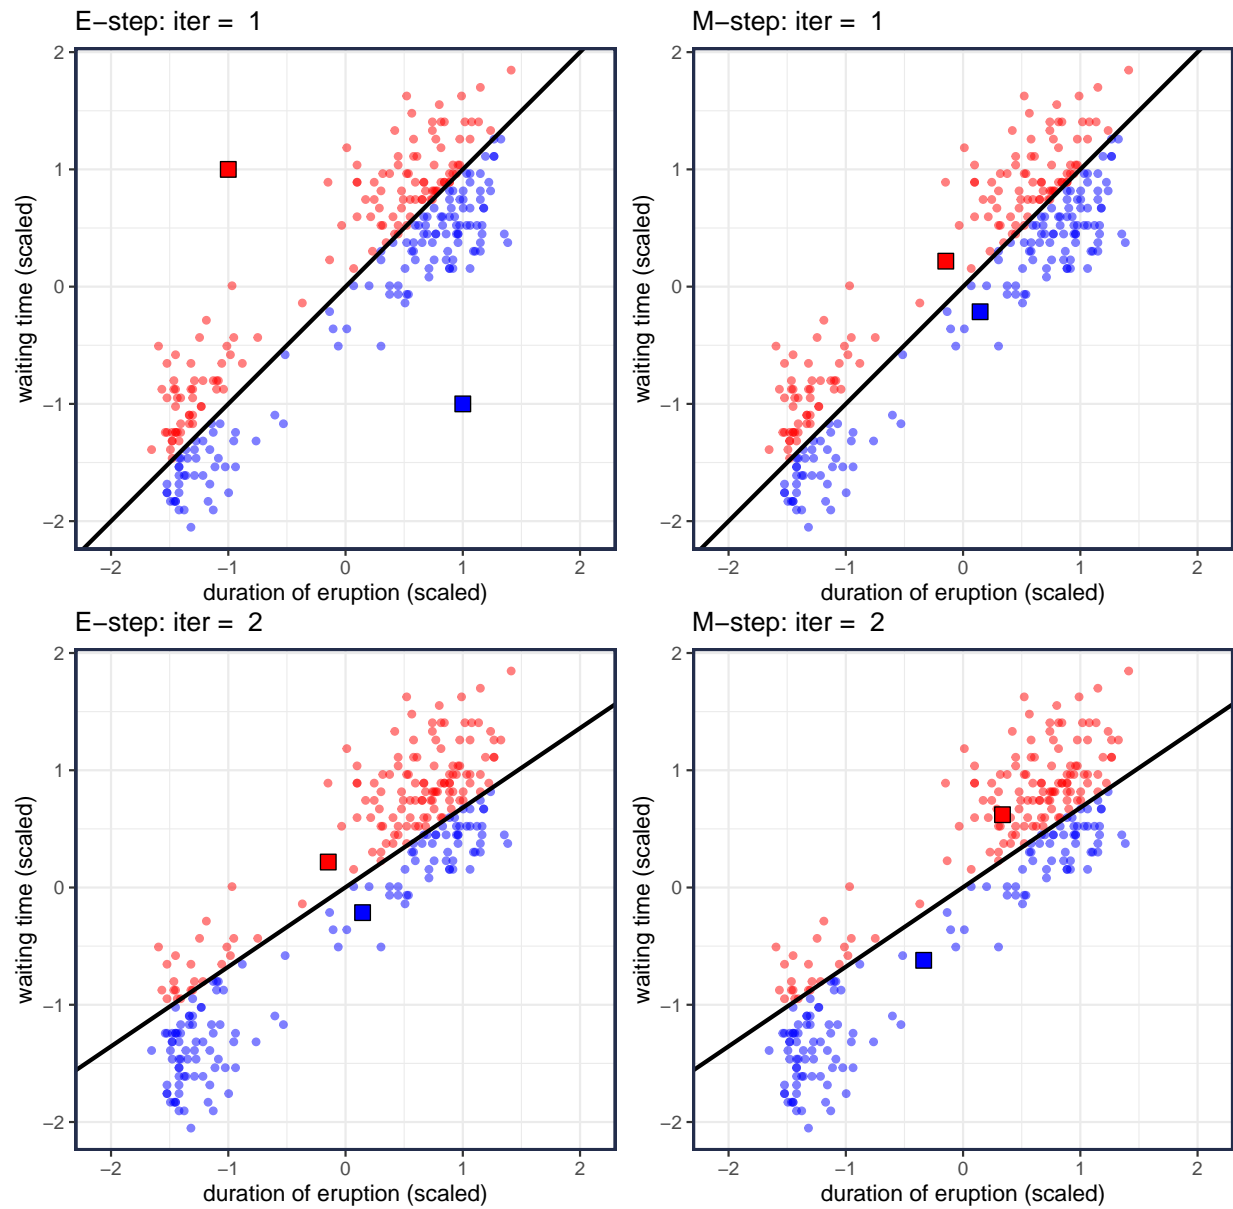 E−step: iter =  1
2
1
0
−1
−2
waiting time (scaled)
−2 −1 0 1 2
duration of eruption (scaled)
M−step: iter =  1
2
1
0
−1
−2
waiting time (scaled)
−2 −1 0 1 2
duration of eruption (scaled)
E−step: iter =  2
2
1
0
−1
−2
waiting time (scaled)
−2 −1 0 1 2
duration of eruption (scaled)
M−step: iter =  2
2
1
0
−1
−2
waiting time (scaled)
−2 −1 0 1 2
duration of eruption (scaled)